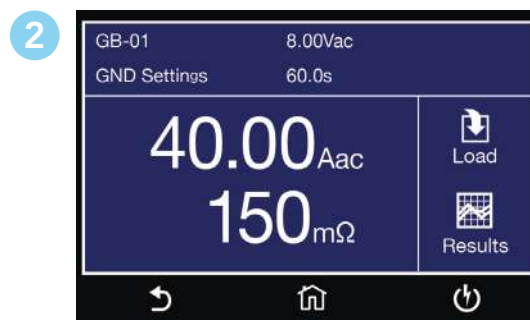 2
GB-01 8.00Vac
GND Settings 60.0s
40.00Aac
150mΩ
Load
Results